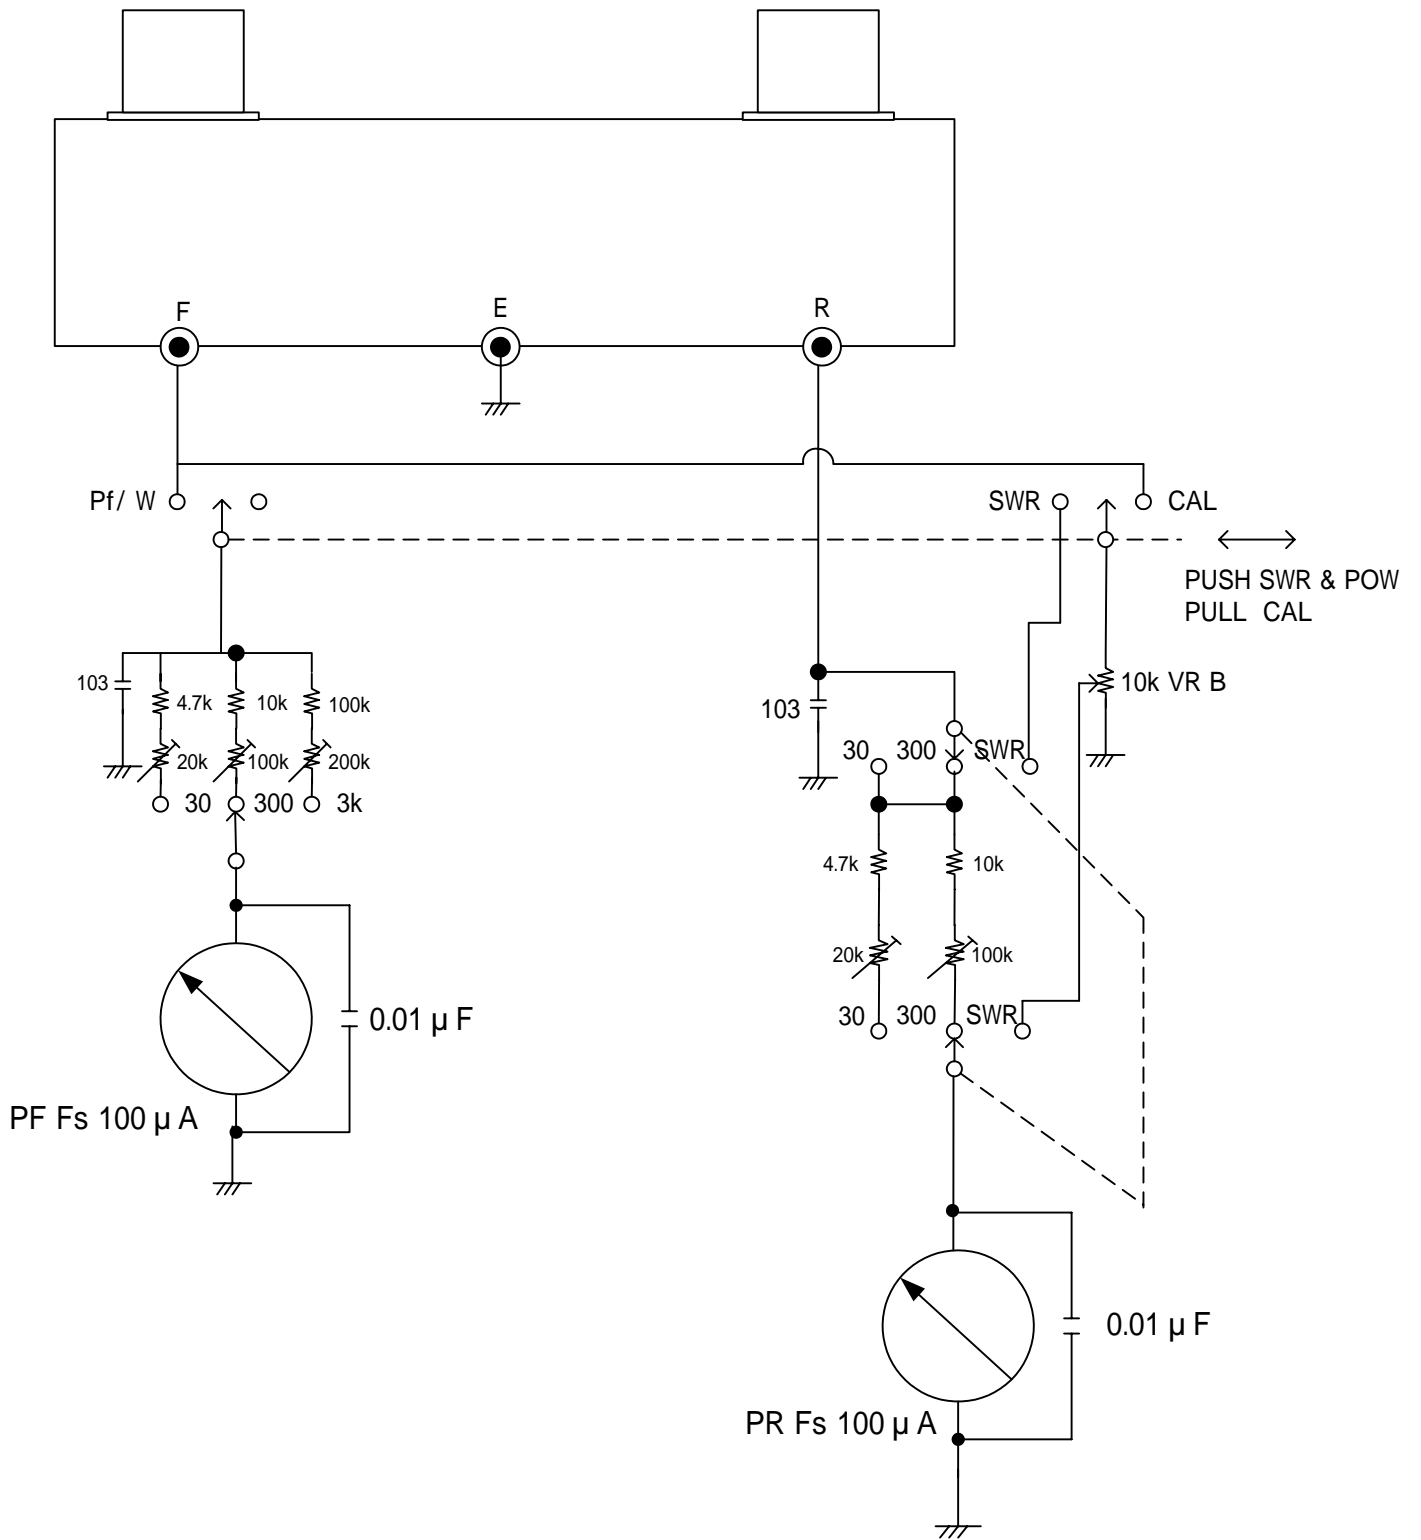 F
E
R
Pf/ W
SWR
CAL
PUSH SWR & POW
PULL CAL
103
4.7k
10k
100k
20k
100k
200k
30
300
3k
10k VR B
103
30
300
SWR
4.7k
10k
20k
100k
30
300
SWR
0.01 μ F
PF Fs 100 μ A
0.01 μ F
PR Fs 100 μ A